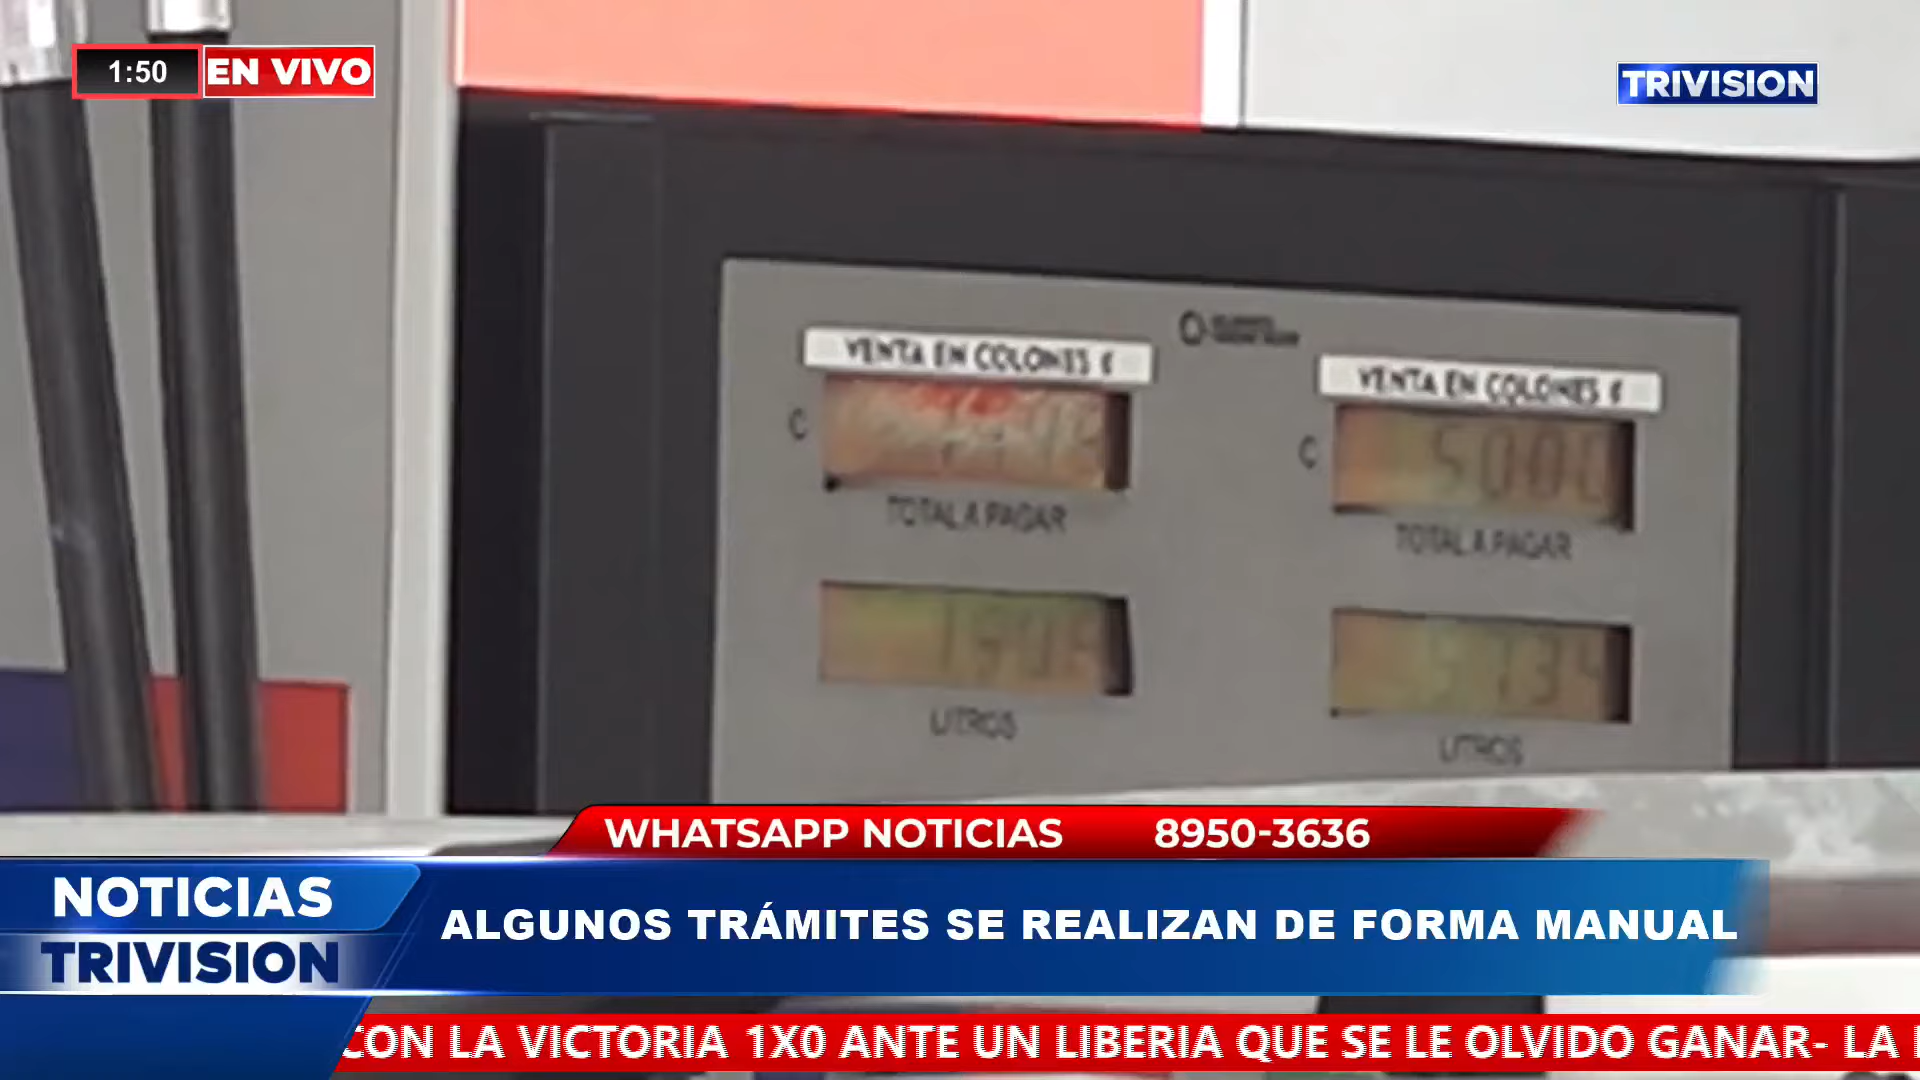 1:50 EN VIVO
TRIVISION
VENTA EN COLONES ¢
VENTA EN COLONES ¢
C
C
5000
TOTAL A PAGAR
TOTAL A PAGAR
LITROS
LITROS
WHATSAPP NOTICIAS 8950-3636
NOTICIAS
TRIVISION
ALGUNOS TRÁMITES SE REALIZAN DE FORMA MANUAL
CON LA VICTORIA 1X0 ANTE UN LIBERIA QUE SE LE OLVIDO GANAR- LA